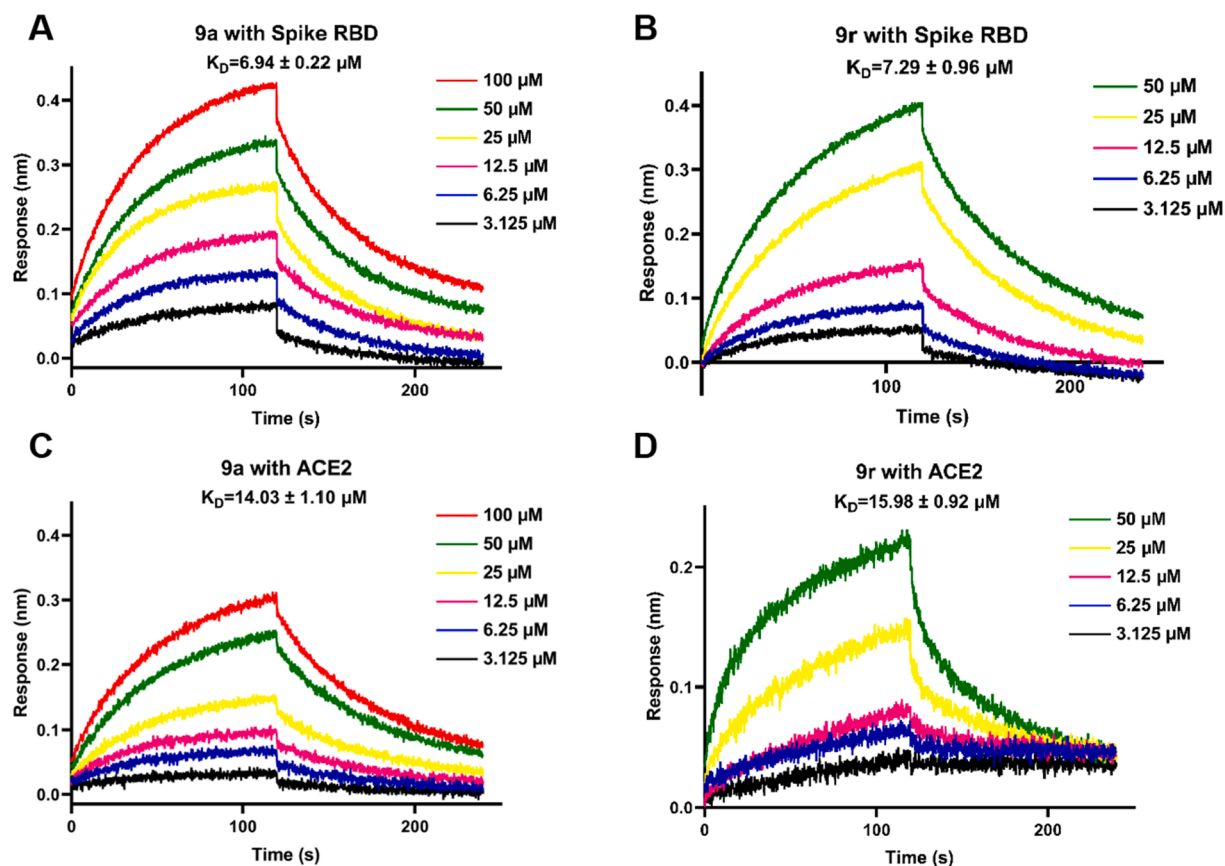 A
9a with Spike RBD
K_D=6.94 ± 0.22 µM
100 µM
50 µM
25 µM
12.5 µM
6.25 µM
3.125 µM
Response (nm)
0.4
0.3
0.2
0.1
0.0
0
100
200
Time (s)
B
9r with Spike RBD
K_D=7.29 ± 0.96 µM
50 µM
25 µM
12.5 µM
6.25 µM
3.125 µM
Response (nm)
0.4
0.3
0.2
0.1
0.0
100
200
Time (s)
C
9a with ACE2
K_D=14.03 ± 1.10 µM
100 µM
50 µM
25 µM
12.5 µM
6.25 µM
3.125 µM
Response (nm)
0.4
0.3
0.2
0.1
0.0
0
100
200
Time (s)
D
9r with ACE2
K_D=15.98 ± 0.92 µM
50 µM
25 µM
12.5 µM
6.25 µM
3.125 µM
Response (nm)
0.2
0.1
0.0
0
100
200
Time (s)